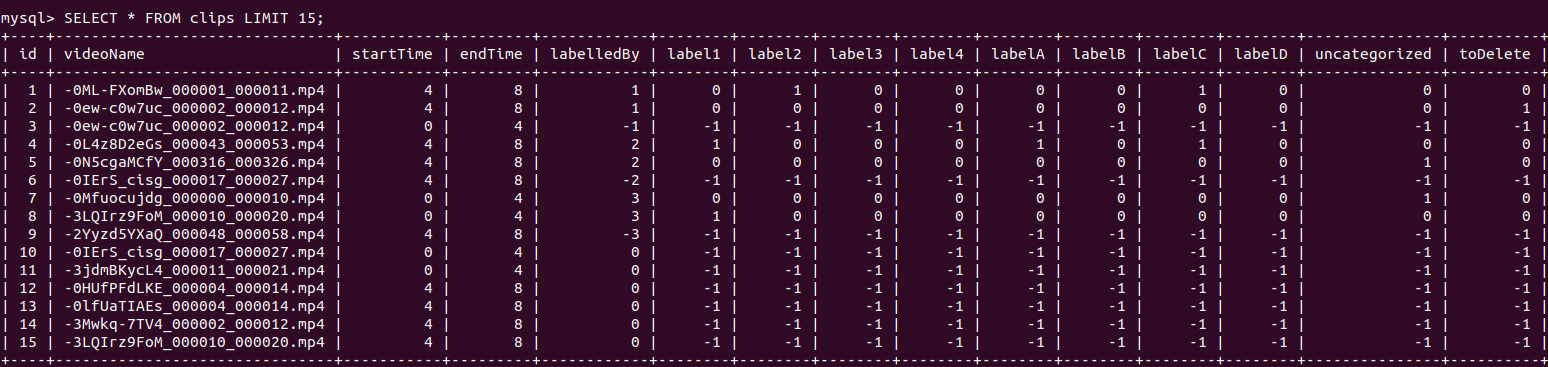 mysql> SELECT * FROM clips LIMIT 15;
+----+---------------------------------+-----------+---------+------------+--------+--------+--------+--------+--------+--------+--------+--------+---------------+----------+
| id | videoName                       | startTime | endTime | labelledBy | label1 | label2 | label3 | label4 | labelA | labelB | labelC | labelD | uncategorized | toDelete |
+----+---------------------------------+-----------+---------+------------+--------+--------+--------+--------+--------+--------+--------+--------+---------------+----------+
|  1 | -0ML-FXomBw_000001_000011.mp4 |         4 |       8 |          1 |      0 |      1 |      0 |      0 |      0 |      0 |      1 |      0 |             0 |        0 |
|  2 | -0ew-c0w7uc_000002_000012.mp4 |         4 |       8 |          1 |      0 |      0 |      0 |      0 |      0 |      0 |      0 |      0 |             0 |        1 |
|  3 | -0ew-c0w7uc_000002_000012.mp4 |         0 |       4 |         -1 |     -1 |     -1 |     -1 |     -1 |     -1 |     -1 |     -1 |     -1 |            -1 |       -1 |
|  4 | -0L4z8D2eGs_000043_000053.mp4 |         4 |       8 |          2 |      1 |      0 |      0 |      0 |      1 |      0 |      1 |      0 |             0 |        0 |
|  5 | -0N5cgaMCfY_000316_000326.mp4 |         4 |       8 |          2 |      0 |      0 |      0 |      0 |      0 |      0 |      0 |      0 |             1 |        0 |
|  6 | -0IErS_cisg_000017_000027.mp4 |         4 |       8 |         -2 |     -1 |     -1 |     -1 |     -1 |     -1 |     -1 |     -1 |     -1 |            -1 |       -1 |
|  7 | -0Mfuocujdg_000000_000010.mp4 |         0 |       4 |          3 |      0 |      0 |      0 |      0 |      0 |      0 |      0 |      0 |             1 |        0 |
|  8 | -3LQIrz9FoM_000010_000020.mp4 |         0 |       4 |          3 |      1 |      0 |      0 |      0 |      0 |      0 |      0 |      0 |             0 |        0 |
|  9 | -2Yyzd5YXaQ_000048_000058.mp4 |         4 |       8 |         -3 |     -1 |     -1 |     -1 |     -1 |     -1 |     -1 |     -1 |     -1 |            -1 |       -1 |
| 10 | -0IErS_cisg_000017_000027.mp4 |         0 |       4 |          0 |     -1 |     -1 |     -1 |     -1 |     -1 |     -1 |     -1 |     -1 |            -1 |       -1 |
| 11 | -3jdmBKycL4_000011_000021.mp4 |         0 |       4 |          0 |     -1 |     -1 |     -1 |     -1 |     -1 |     -1 |     -1 |     -1 |            -1 |       -1 |
| 12 | -0HUfPFdLKE_000004_000014.mp4 |         4 |       8 |          0 |     -1 |     -1 |     -1 |     -1 |     -1 |     -1 |     -1 |     -1 |            -1 |       -1 |
| 13 | -0lfUaTIAEs_000004_000014.mp4 |         4 |       8 |          0 |     -1 |     -1 |     -1 |     -1 |     -1 |     -1 |     -1 |     -1 |            -1 |       -1 |
| 14 | -3Mwkq-7TV4_000002_000012.mp4 |         4 |       8 |          0 |     -1 |     -1 |     -1 |     -1 |     -1 |     -1 |     -1 |     -1 |            -1 |       -1 |
| 15 | -3LQIrz9FoM_000010_000020.mp4 |         4 |       8 |          0 |     -1 |     -1 |     -1 |     -1 |     -1 |     -1 |     -1 |     -1 |            -1 |       -1 |
+----+---------------------------------+-----------+---------+------------+--------+--------+--------+--------+--------+--------+--------+--------+---------------+----------+